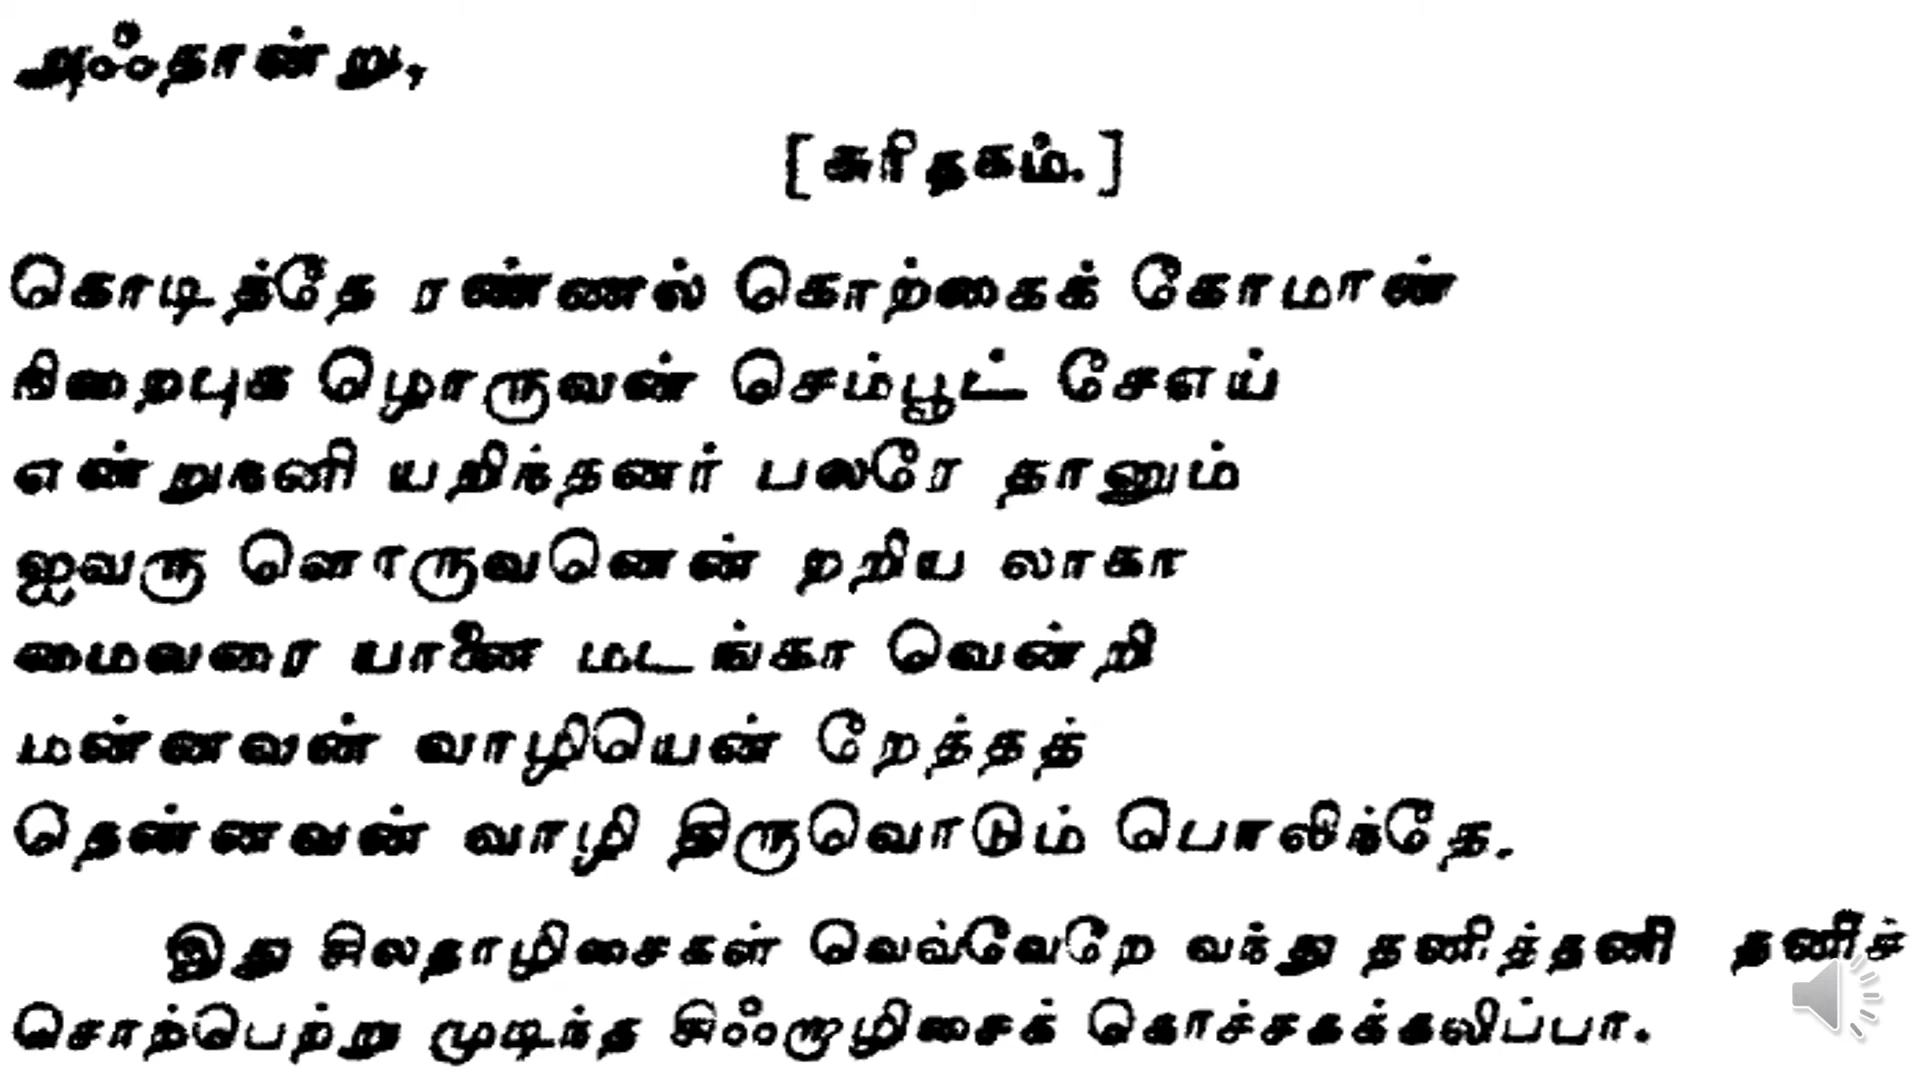 அஃதான்று,
[சுரிதகம்.]
கொடித்தே ரண்ணல் கொற்கைக் கோமாண்
நிறைபுக ழொருவன் செம்பூட் சேஎய்
என்றுநனி யறிந்தனர் பலரே தானும்
ஐவரு ளொருவனென் றறிய லாகா
மைவரை யானை மடங்கா வென்றி
மன்னவன் வாழியென் றேத்தத்
தென்னவன் வாழி திருவொடும் பொலிந்தே.
இது சிலதாழிசைகள் வெவ்வேறே வந்து தனித்தனி தனிச்
சொற்பெற்று முடிந்த சிஃறாழிசைக் கொச்சகக்கலிப்பா.